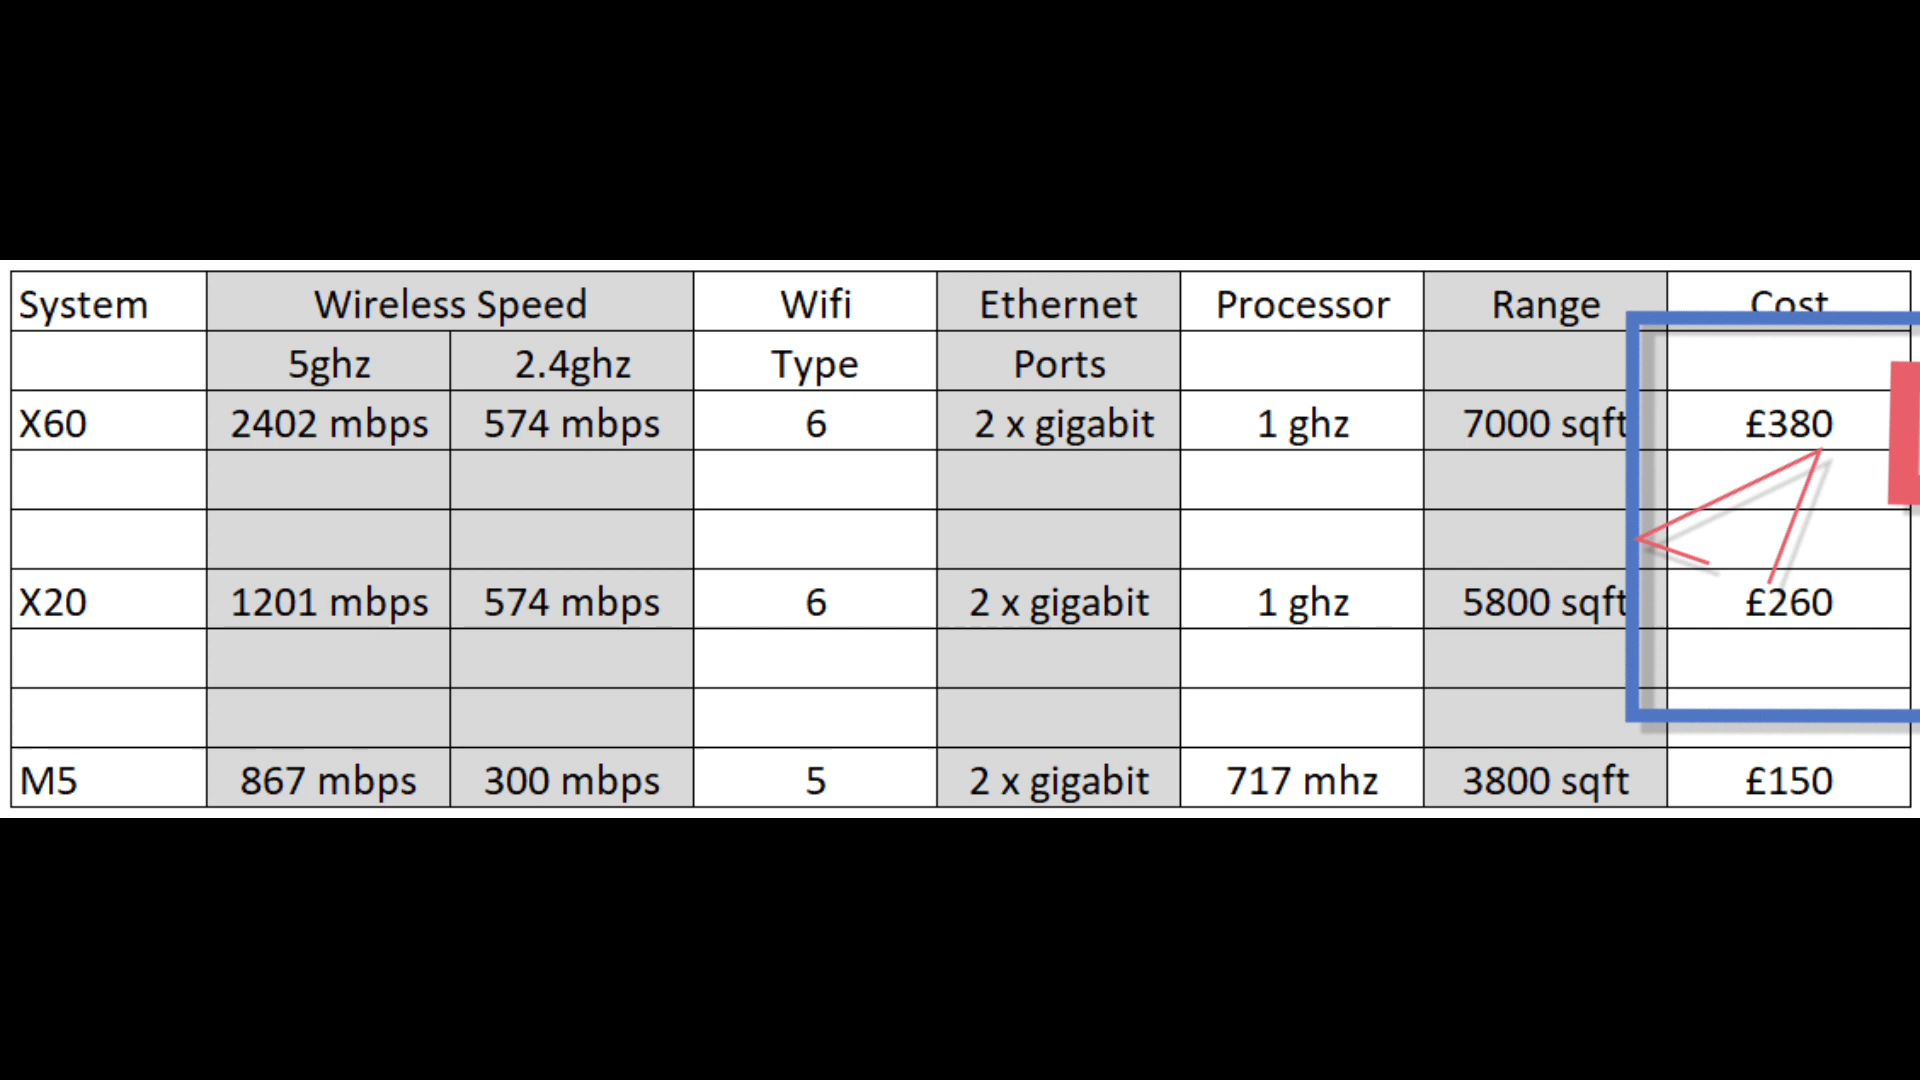 System Wireless Speed Wifi Ethernet Processor Range Cost
5ghz 2.4ghz Type Ports
X60 2402 mbps 574 mbps 6 2 x gigabit 1 ghz 7000 sqft £380
X20 1201 mbps 574 mbps 6 2 x gigabit 1 ghz 5800 sqft £260
M5 867 mbps 300 mbps 5 2 x gigabit 717 mhz 3800 sqft £150